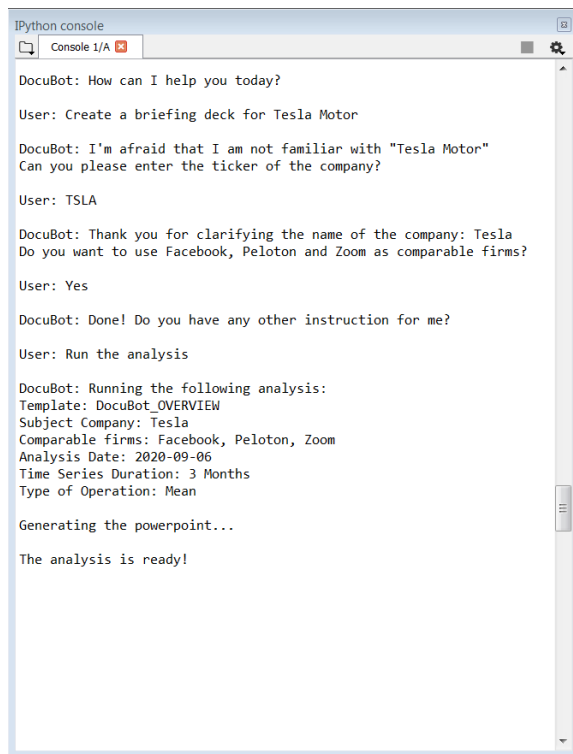 IPython console
Console 1/A
DocuBot: How can I help you today?
User: Create a briefing deck for Tesla Motor
DocuBot: I'm afraid that I am not familiar with "Tesla Motor"
Can you please enter the ticker of the company?
User: TSLA
DocuBot: Thank you for clarifying the name of the company: Tesla
Do you want to use Facebook, Peloton and Zoom as comparable firms?
User: Yes
DocuBot: Done! Do you have any other instruction for me?
User: Run the analysis
DocuBot: Running the following analysis:
Template: DocuBot_OVERVIEW
Subject Company: Tesla
Comparable firms: Facebook, Peloton, Zoom
Analysis Date: 2020-09-06
Time Series Duration: 3 Months
Type of Operation: Mean
Generating the powerpoint...
The analysis is ready!